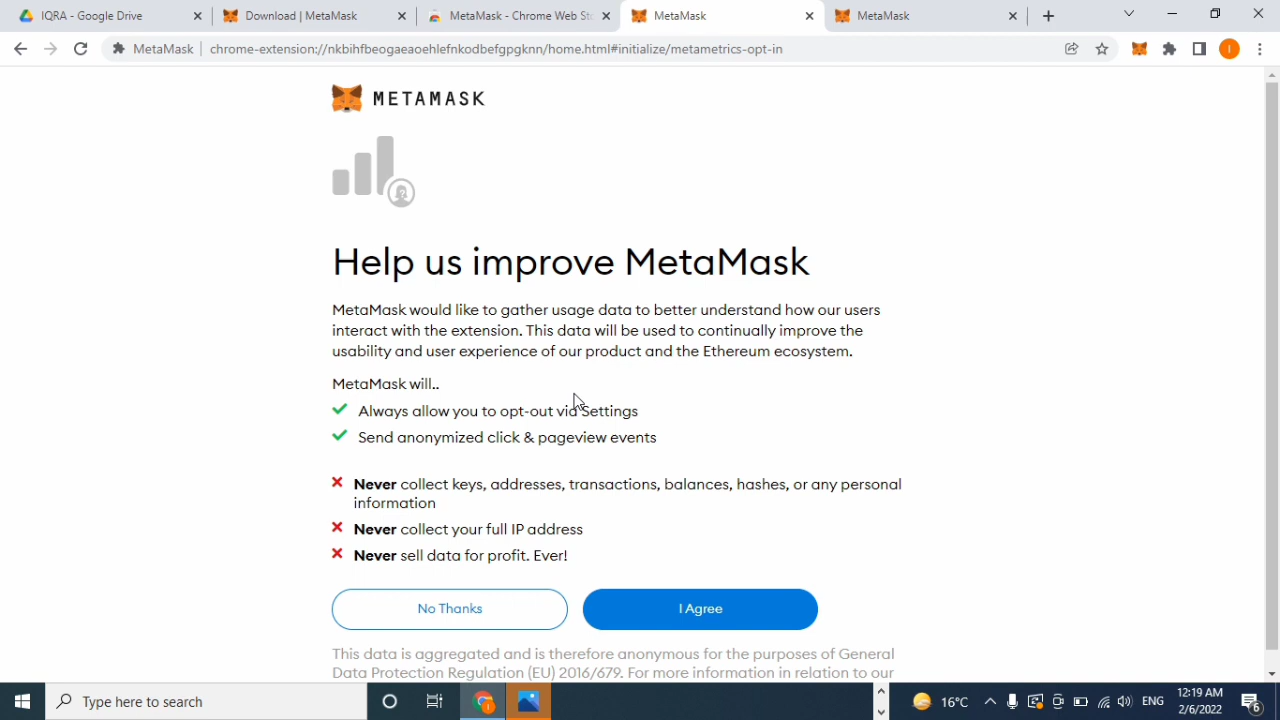 IQRA - Google Drive
Download | MetaMask
MetaMask - Chrome Web Sto
MetaMask
MetaMask
MetaMask
chrome-extension://nkbihfbeogaeaoehlefnkodbefgpgknn/home.html#initialize/metametrics-opt-in
I
METAMASK
Help us improve MetaMask
MetaMask would like to gather usage data to better understand how our users
interact with the extension. This data will be used to continually improve the
usability and user experience of our product and the Ethereum ecosystem.
MetaMask will..
Always allow you to opt-out via Settings
Send anonymized click & pageview events
Never collect keys, addresses, transactions, balances, hashes, or any personal
information
Never collect your full IP address
Never sell data for profit. Ever!
No Thanks
I Agree
This data is aggregated and is therefore anonymous for the purposes of General
Data Protection Regulation (EU) 2016/679. For more information in relation to our
Type here to search
16°C
ENG
12:19 AM
2/6/2022
6